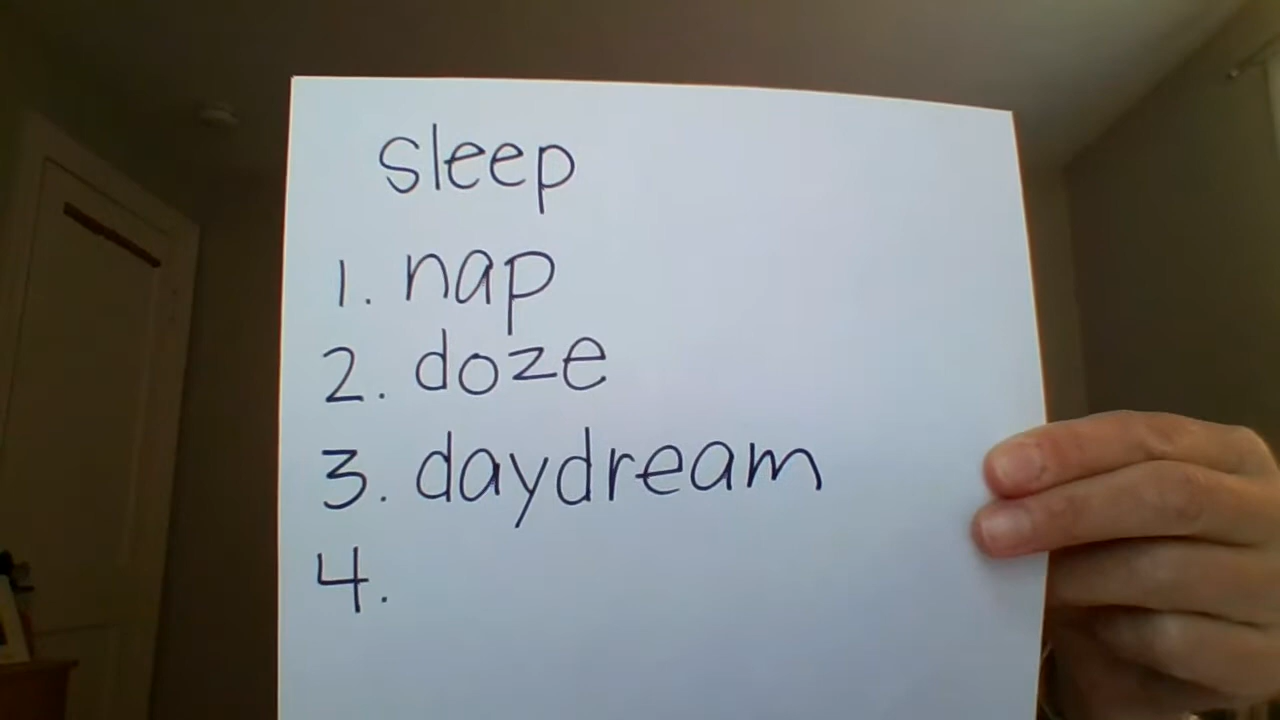 sleep
1. nap
2. doze
3. daydream
4.